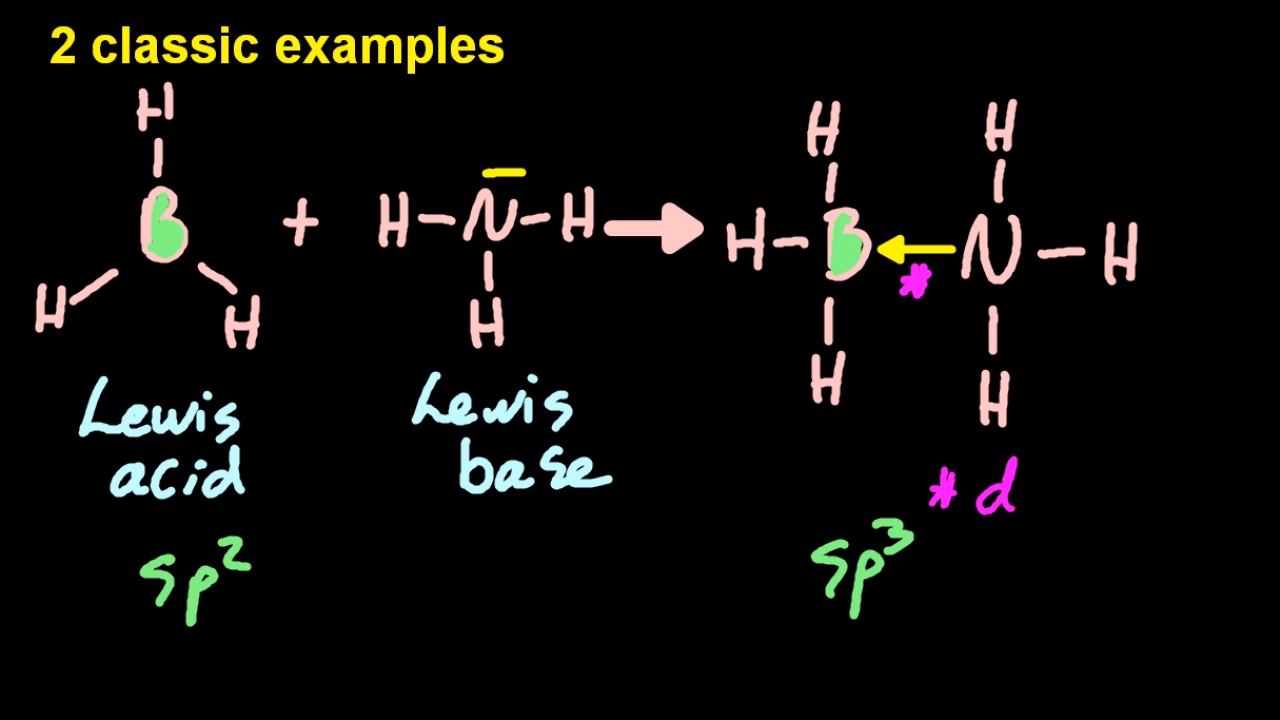 2 classic examples
H H H
B + H—N—H H—B←N—H
H H H * H H
Lewis acid Lewis base
* d
sp² sp³